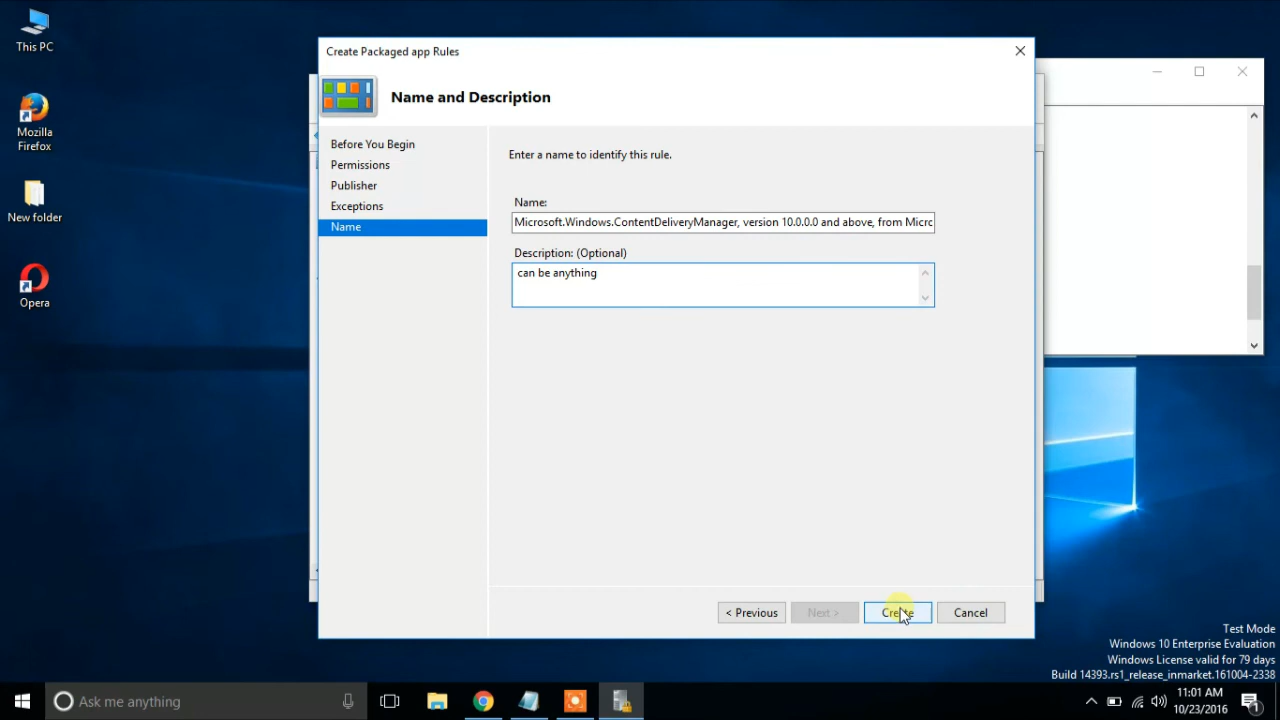 This PC
Mozilla
Firefox
New folder
Opera
Create Packaged app Rules
Name and Description
Before You Begin
Permissions
Publisher
Exceptions
Name
Enter a name to identify this rule.
Name:
Microsoft.Windows.ContentDeliveryManager, version 10.0.0.0 and above, from Micrc
Description: (Optional)
can be anything
< Previous
Next >
Create
Cancel
Test Mode
Windows 10 Enterprise Evaluation
Windows License valid for 79 days
Build 14393.rs1_release_inmarket.161004-2338
Ask me anything
11:01 AM
10/23/2016
1